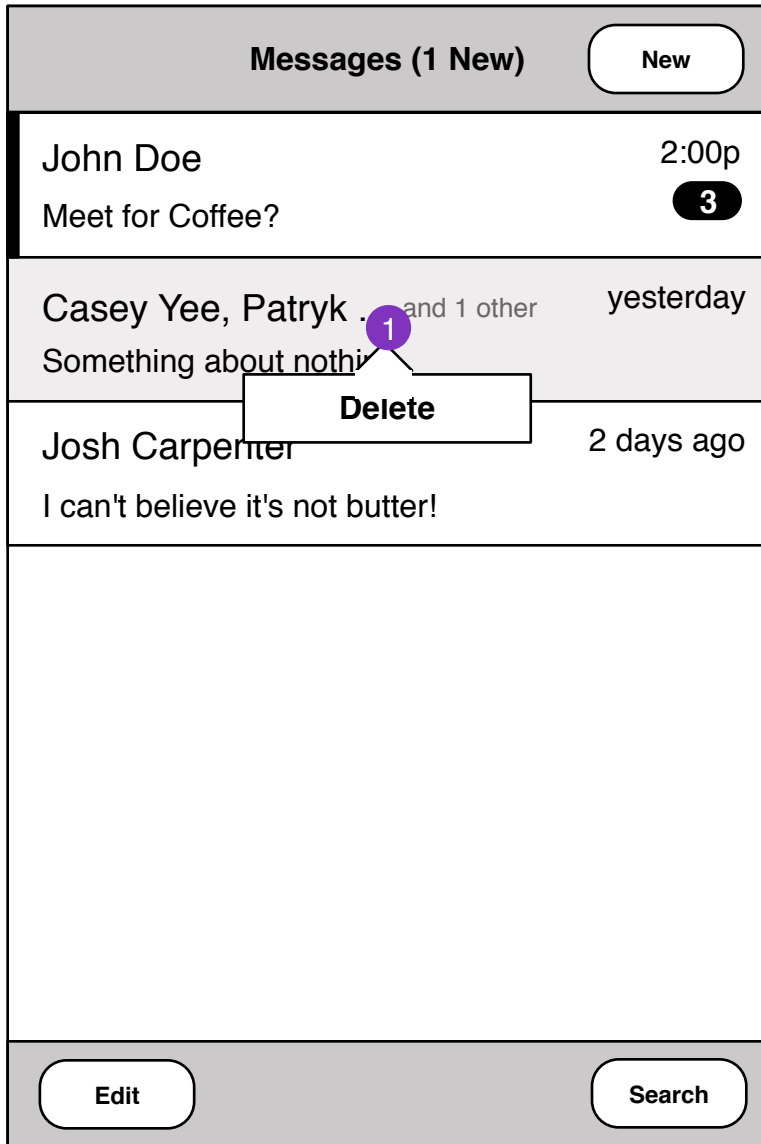 Messages (1 New)
New
John Doe
2:00p
Meet for Coffee?
3
Casey Yee, Patryk . and 1 other
yesterday
1
Something about
Delete
Josh Carpenter
2 days ago
I can't believe it's not butter!
Edit
Search